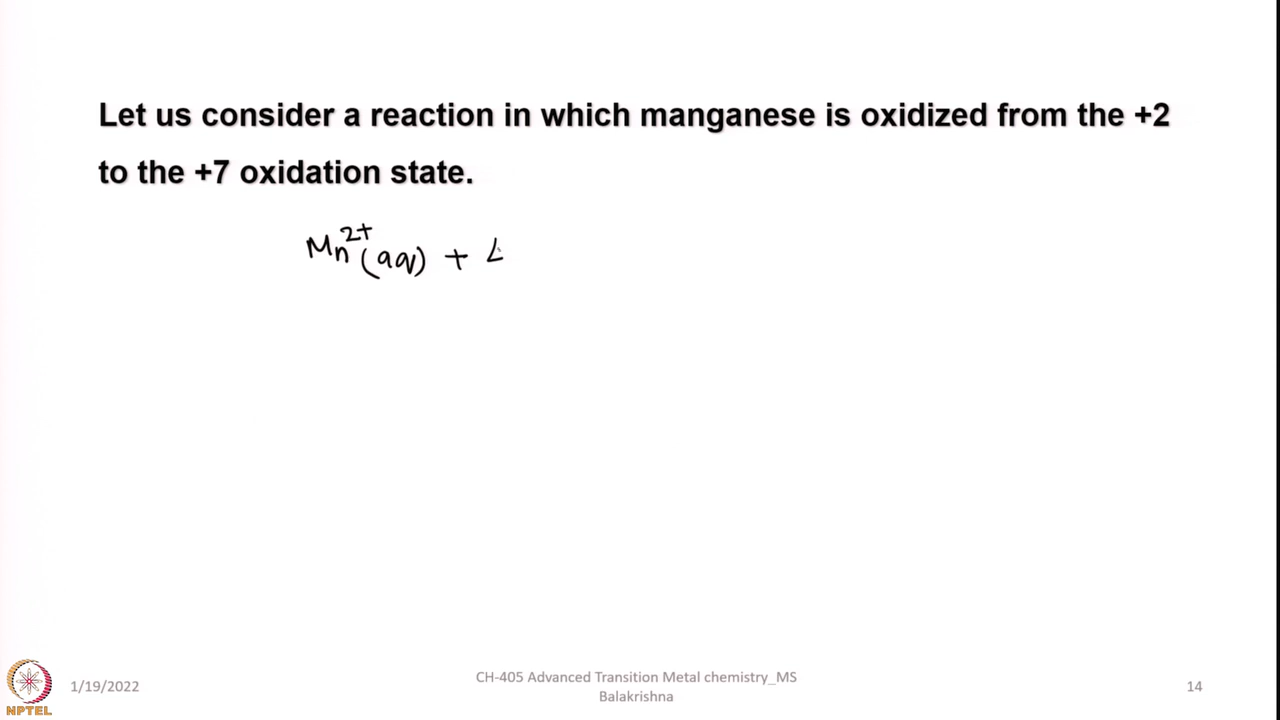 Let us consider a reaction in which manganese is oxidized from the +2
to the +7 oxidation state.
Mn²⁺(aq) +
NPTEL
1/19/2022
CH-405 Advanced Transition Metal chemistry_MS
Balakrishna
14